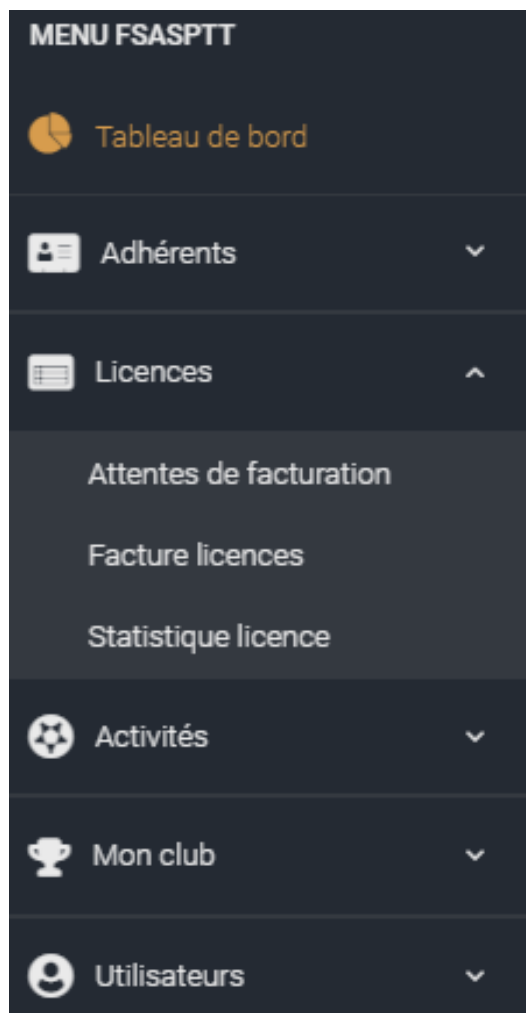 MENU FSASPTT
Tableau de bord
Adhérents
Licences
Attentes de facturation
Facture licences
Statistique licence
Activités
Mon club
Utilisateurs